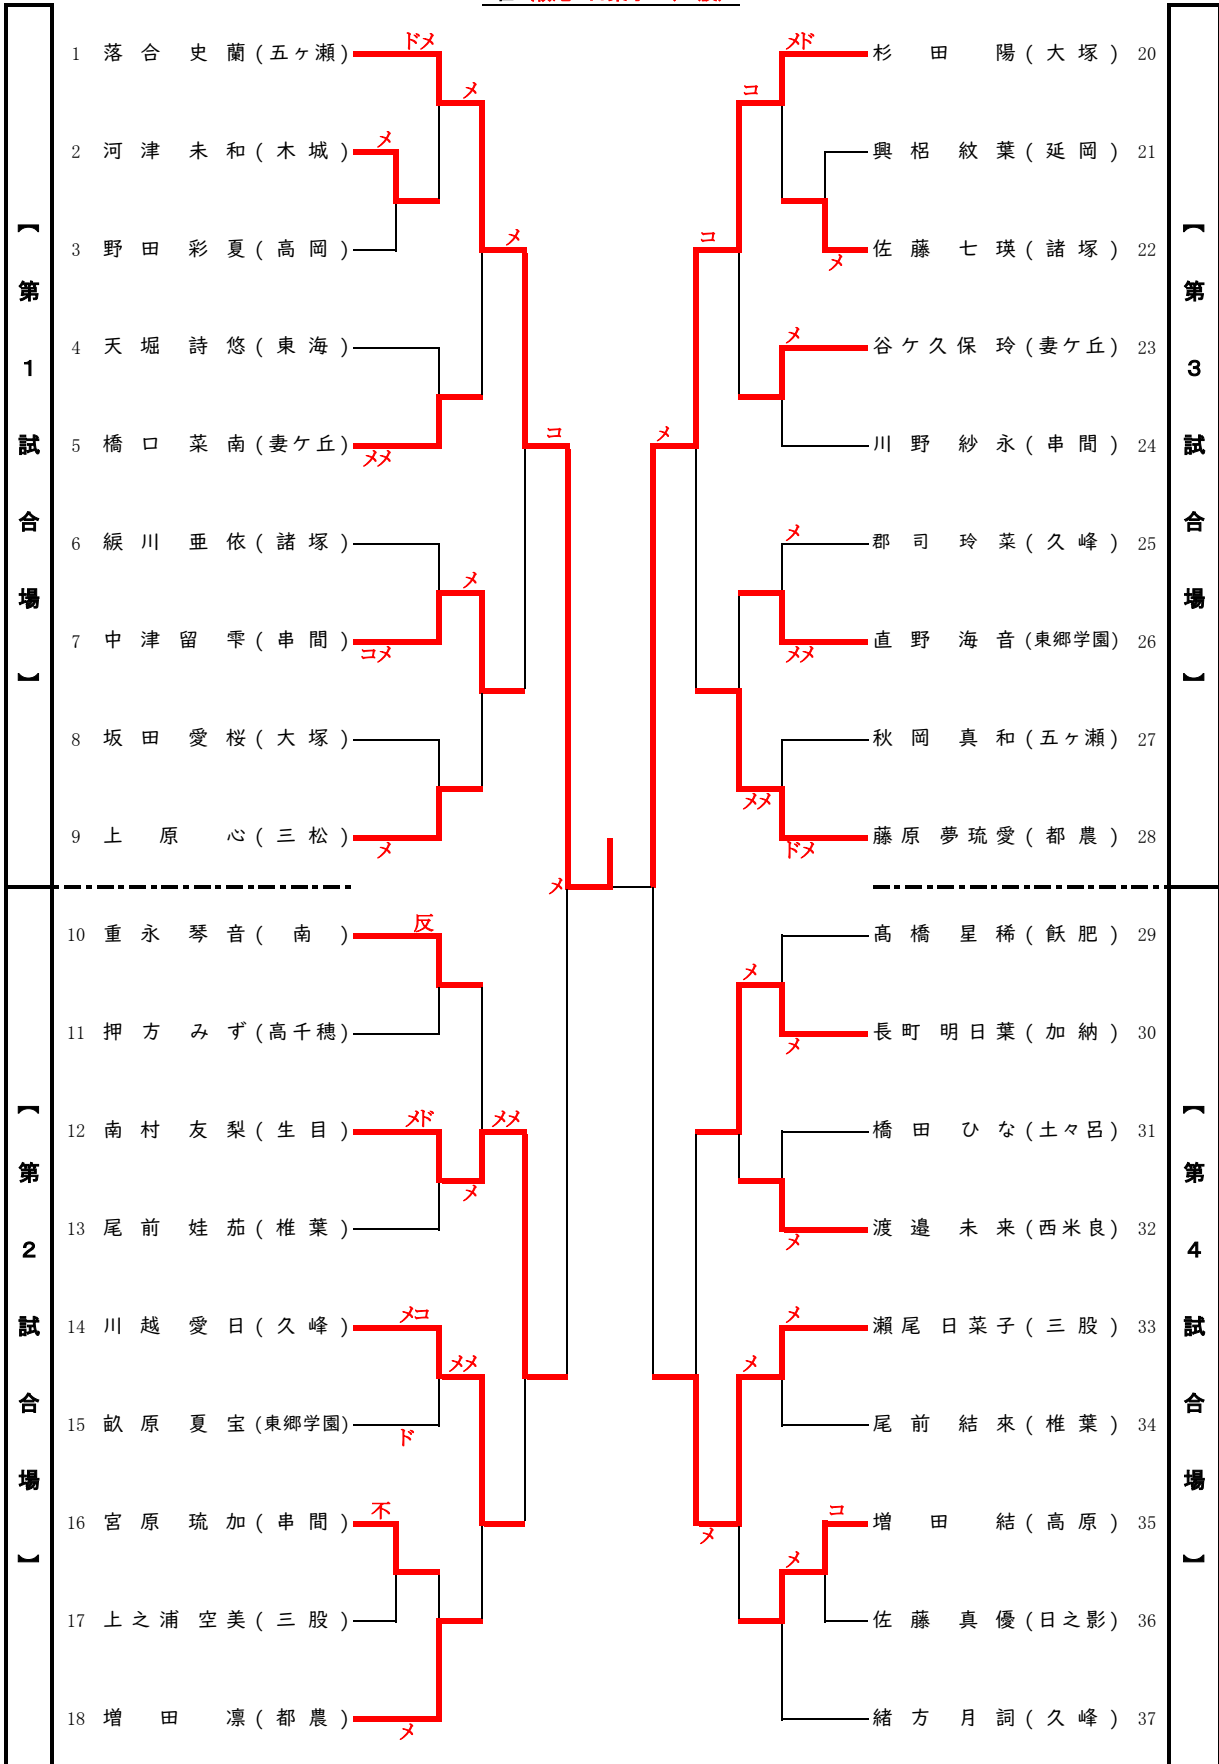 【第1試合場】
1 落合 史蘭(五ヶ瀬) ドメ
メ
2 河津 未和(木城) メ
3 野田 彩夏(高岡)
メ
4 天堀 詩悠(東海)
5 橋口 菜南(妻ケ丘) メメ
コ
6 綟川 亜依(諸塚)
メ
7 中津留 雫(串間) コメ
8 坂田 愛桜(大塚)
9 上原 心(三松) メ
メ
【第2試合場】
10 重永 琴音(南) 反
11 押方 みず(高千穂)
12 南村 友梨(生目) メド
メメ
メ
13 尾前 娃茄(椎葉)
14 川越 愛日(久峰) メコ
メメ
15 畝原 夏宝(東郷学園) ド
16 宮原 琉加(串間) 不
17 上之浦 空美(三股)
18 増田 凛(都農) メ
【第3試合場】
メド 杉田 陽(大塚) 20
コ
興梠 紋葉(延岡) 21
コ
メ 佐藤 七瑛(諸塚) 22
メ 谷ケ久保 玲(妻ケ丘) 23
メ
川野 紗永(串間) 24
メ 郡司 玲菜(久峰) 25
メメ 直野 海音(東郷学園) 26
秋岡 真和(五ヶ瀬) 27
メメ
ドメ 藤原 夢琉愛(都農) 28
【第4試合場】
髙橋 星稀(飫肥) 29
メ
メ 長町 明日葉(加納) 30
橋田 ひな(土々呂) 31
メ 渡邉 未来(西米良) 32
メ 瀬尾 日菜子(三股) 33
メ
尾前 結來(椎葉) 34
コ 増田 結(高原) 35
メ
メ
佐藤 真優(日之影) 36
緒方 月詞(久峰) 37